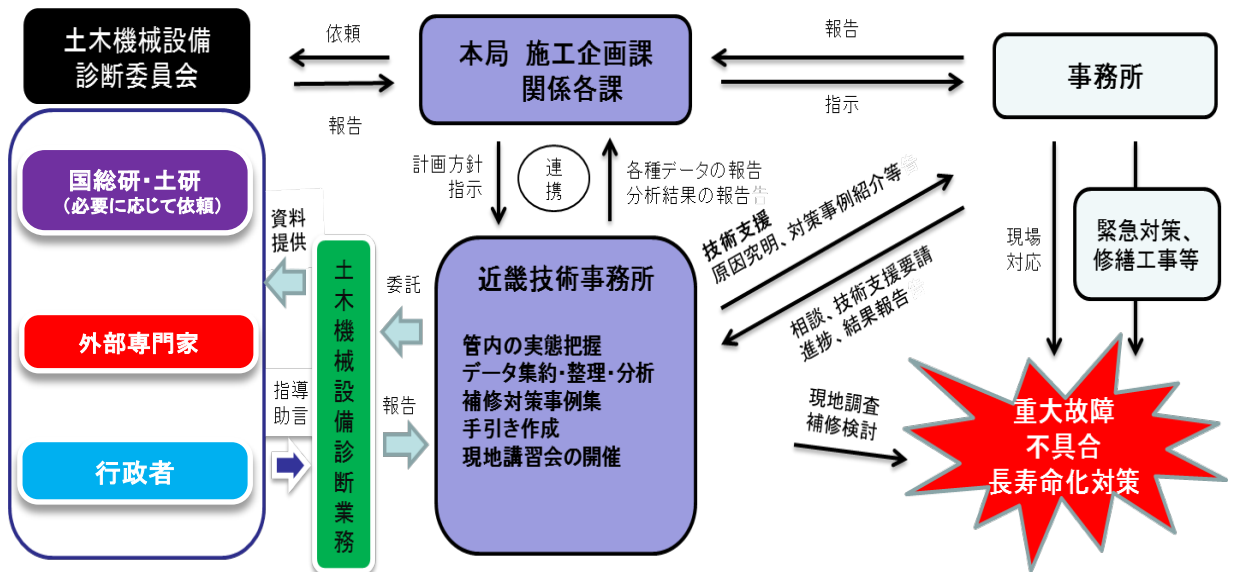 土木機械設備
診断委員会
依頼
報告
本局 施工企画課
関係各課
報告
指示
事務所
国総研・土研
(必要に応じて依頼)
外部専門家
行政者
資料
提供
指導
助言
土木機械設備診断業務
委託
報告
計画方針
指示
連
携
各種データの報告
分析結果の報告告
近畿技術事務所
管内の実態把握
データ集約・整理・分析
補修対策事例集
手引き作成
現地講習会の開催
技術支援
原因究明、対策事例紹介等
相談、技術支援要請
進捗、結果報告
現地調査
補修検討
現場
対応
緊急対策、
修繕工事等
重大故障
不具合
長寿命化対策